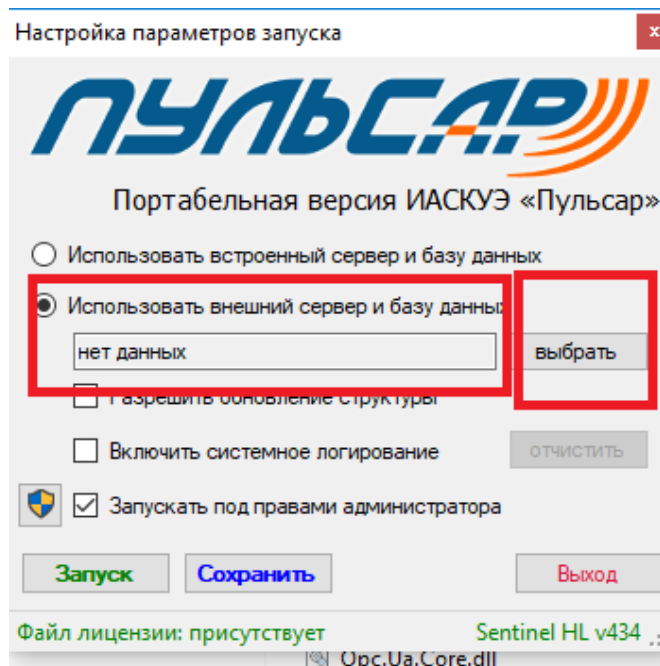 Настройка параметров запуска
x
ПУЛЬСАР
Портабельная версия ИАСКУЭ «Пульсар»
Использовать встроенный сервер и базу данных
Использовать внешний сервер и базу данных
нет данных
выбрать
Разрешить обновление структуры
Включить системное логирование
отчистить
Запускать под правами администратора
Запуск
Сохранить
Выход
Файл лицензии: присутствует
Sentinel HL v434
Opc.Ua.Core.dll